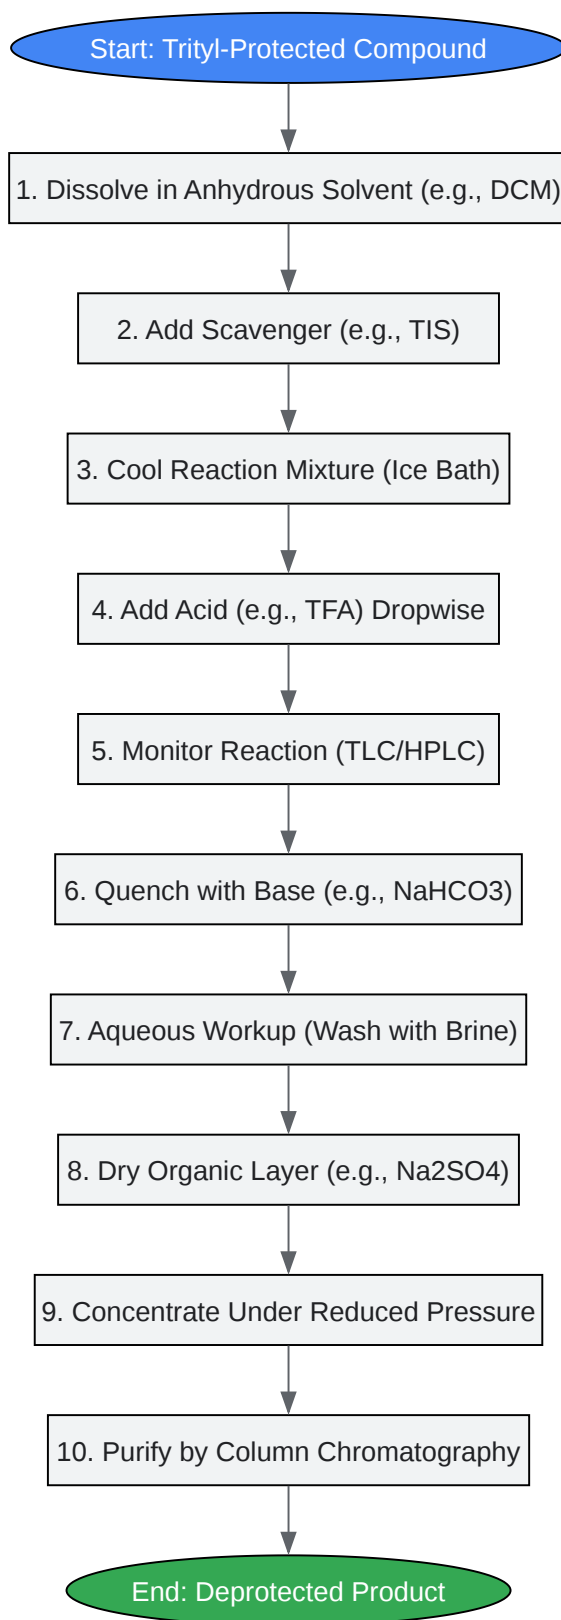 Start: Trityl-Protected Compound
1. Dissolve in Anhydrous Solvent (e.g., DCM)
2. Add Scavenger (e.g., TIS)
3. Cool Reaction Mixture (Ice Bath)
4. Add Acid (e.g., TFA) Dropwise
5. Monitor Reaction (TLC/HPLC)
6. Quench with Base (e.g., NaHCO3)
7. Aqueous Workup (Wash with Brine)
8. Dry Organic Layer (e.g., Na2SO4)
9. Concentrate Under Reduced Pressure
10. Purify by Column Chromatography
End: Deprotected Product